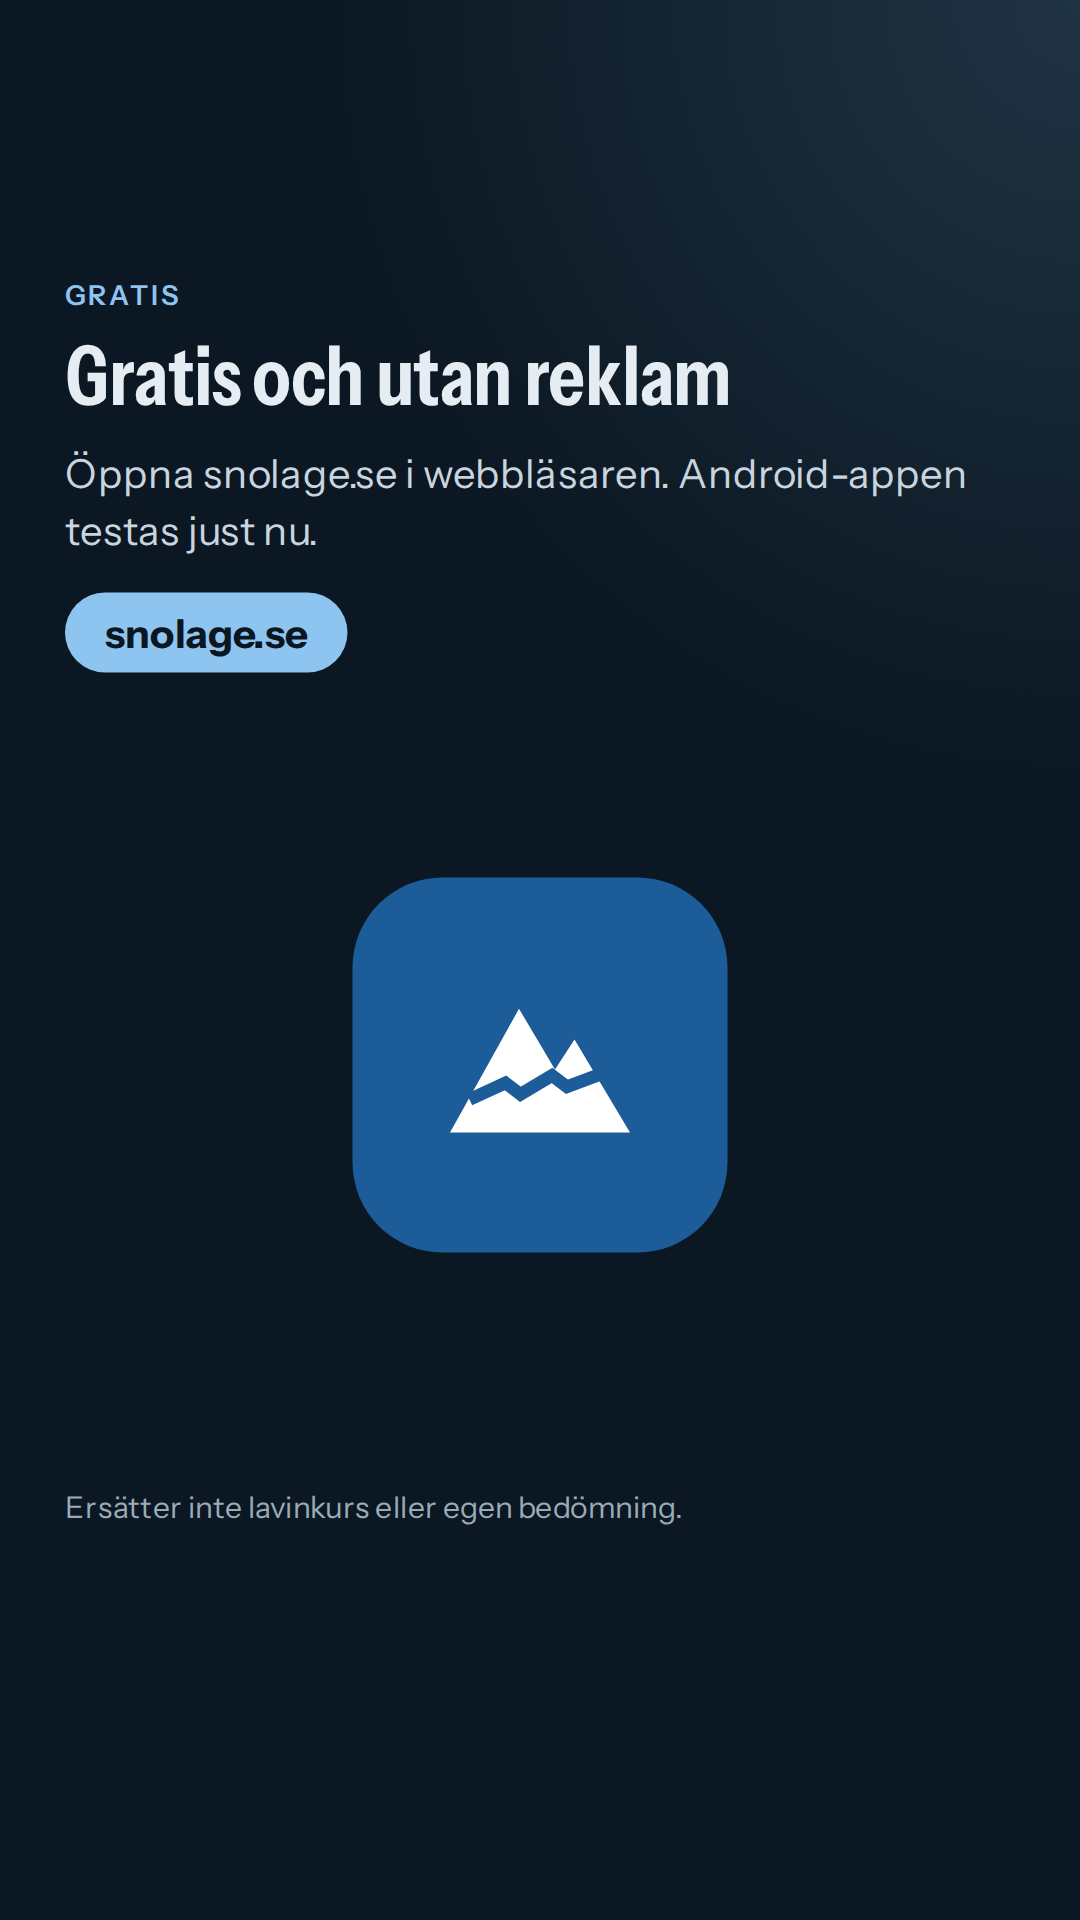 GRATIS
Gratis och utan reklam
Öppna snolage.se i webbläsaren. Android-appen
testas just nu.
snolage.se
Ersätter inte lavinkurs eller egen bedömning.